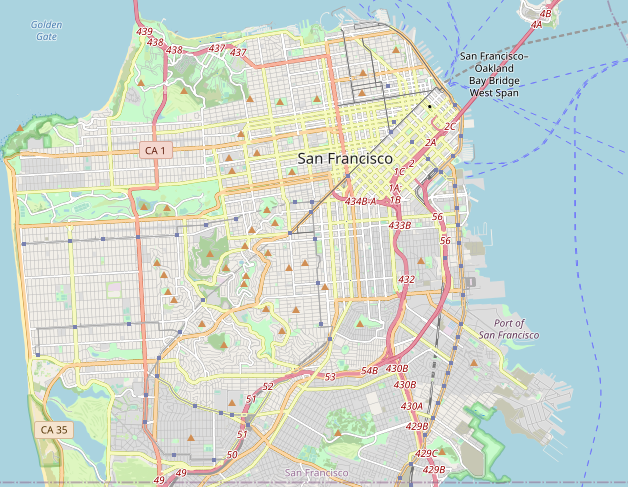 Golden
Gate
4B
4A
439
438
438
437
437
San Francisco–
Oakland
Bay Bridge
West Span
2C
2A
CA 1
San Francisco
2
1C
1A
1B
434B-A
433B
56
56
432
Port of
San Francisco
54B
53
52
51
51
50
49
49
430B
430B
430A
429B
429C
429B
CA 35
San Francisco